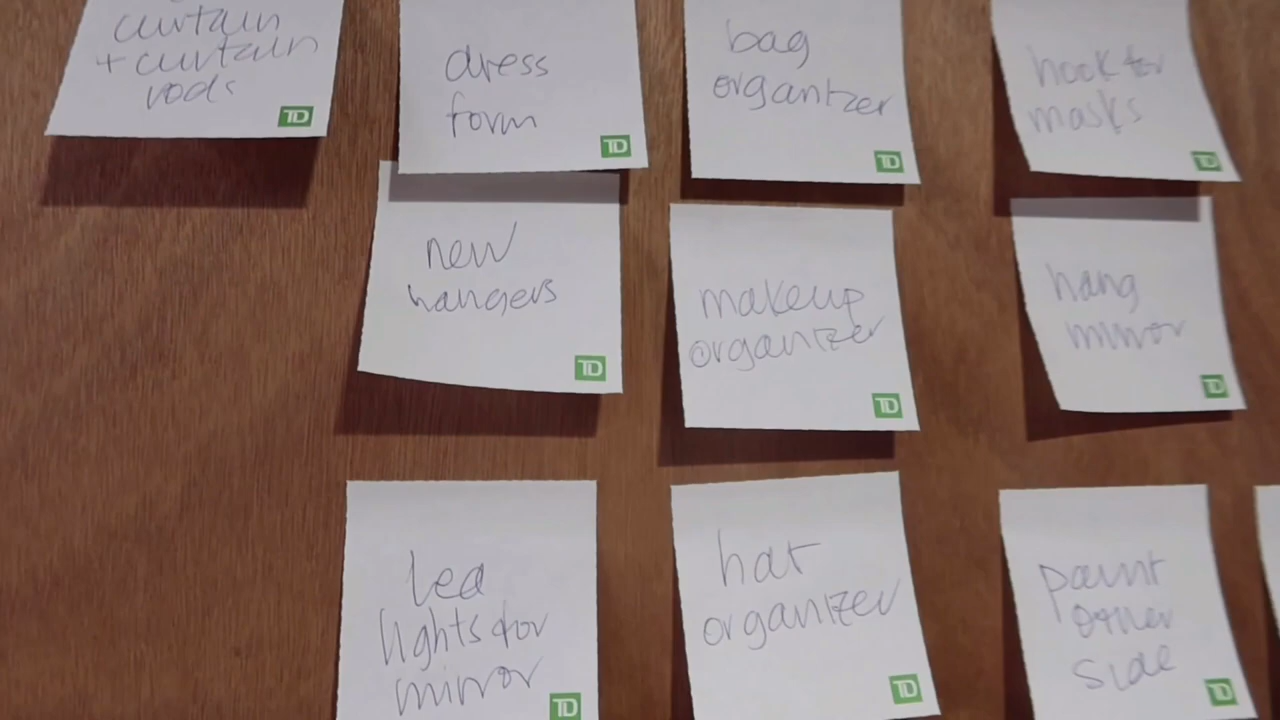 curtain
+ curtain
rods
TD
dress
form
TD
bag
organizer
TD
hook for
masks
TD
new
hangers
TD
makeup
organizer
TD
hang
mirror
TD
led
lights for
mirror
TD
hat
organizer
TD
paint
other
side
TD